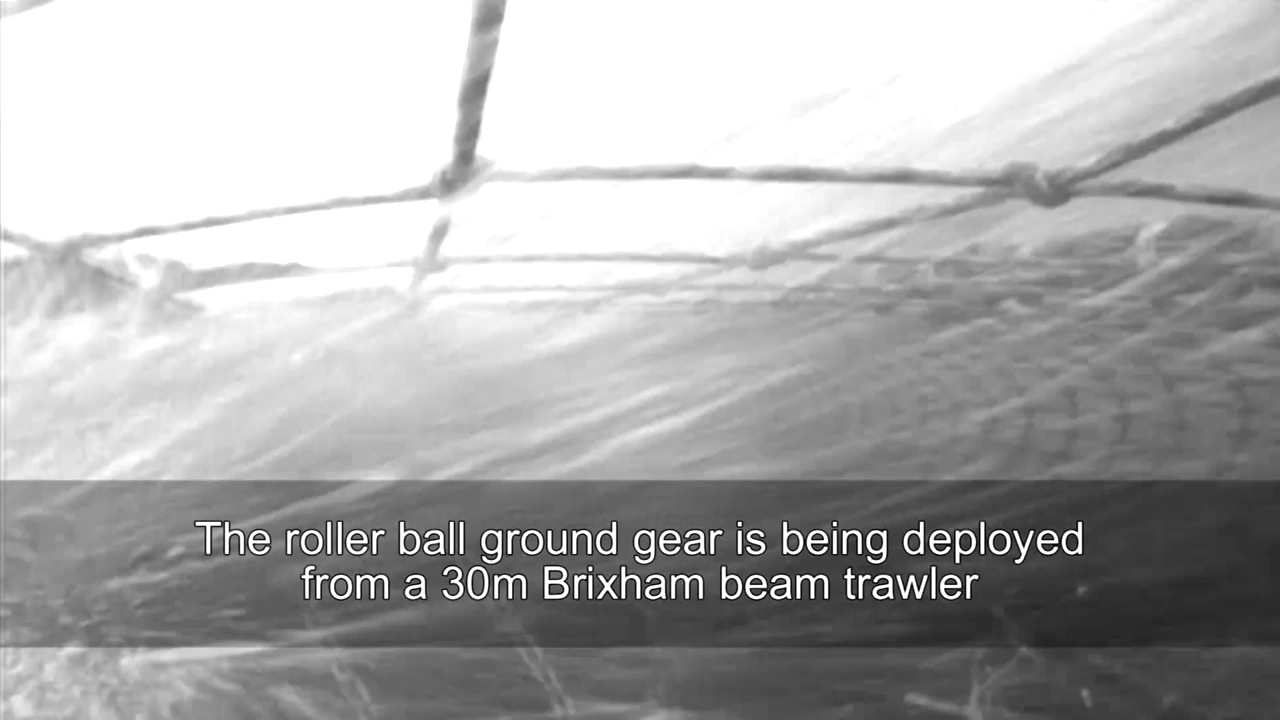 The roller ball ground gear is being deployed
from a 30m Brixham beam trawler